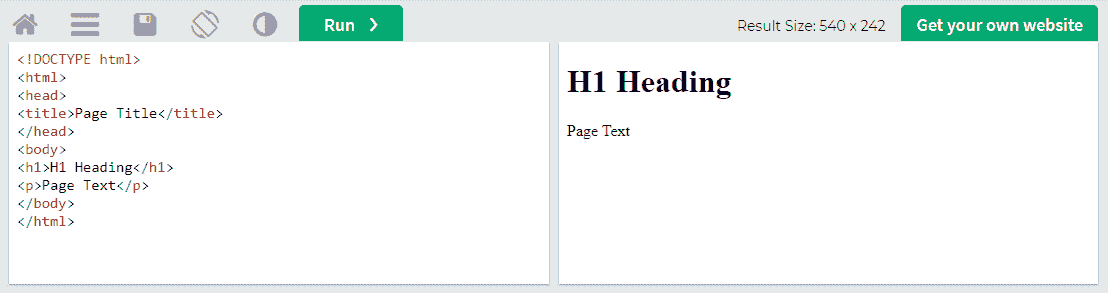 Run
Result Size: 540 x 242
Get your own website
<!DOCTYPE html>
<html>
<head>
<title>Page Title</title>
</head>
<body>
<h1>H1 Heading</h1>
<p>Page Text</p>
</body>
</html>
H1 Heading
Page Text